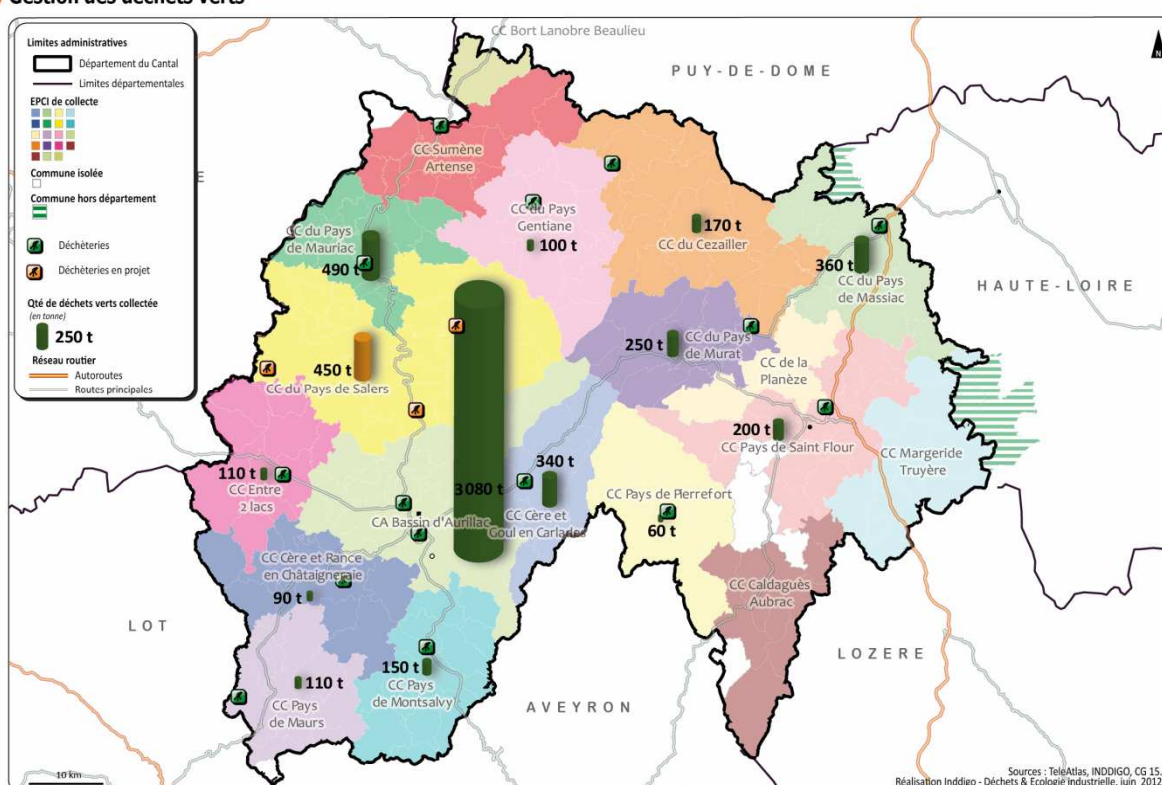 Gestion des déchets verts
Limites administratives
Département du Cantal
Limites départementales
EPCI de collecte
Commune isolée
Commune hors département
Déchèteries
Déchèteries en projet
Qté de déchets verts collectée
(en tonne)
250 t
Réseau routier
Autoroutes
Routes principales
E
CC Bort Lanobre Beaulieu
PUY-DE-DOME
N
CC Sumène
Artense
CC du Pays
Gentiane
100 t
170 t
CC du Cezailler
CC du Pays
de Mauriac
490 t
360 t
CC du Pays
de Massiac
HAUTE-LOIRE
450 t
CC du Pays de Salers
250 t
CC du Pays
de Murat
CC de la
Planèze
200 t
CC Pays de Saint Flour
CC Margeride
Truyère
110 t
CC Entre
2 lacs
3 080 t
340 t
CC Cère et
Goul en Carladès
CA Bassin d'Aurillac
CC Pays de Pierrefort
60 t
CC Cère et Rance
en Châtaigneraie
90 t
CC Caldaguès
Aubrac
LOT
LOZERE
110 t
CC Pays
de Maurs
150 t
CC Pays
de Montsalvy
AVEYRON
10 km
Sources : TeleAtlas, INDDIGO, CG 15.
Réalisation Inddigo - Déchets & Ecologie industrielle, juin 2012